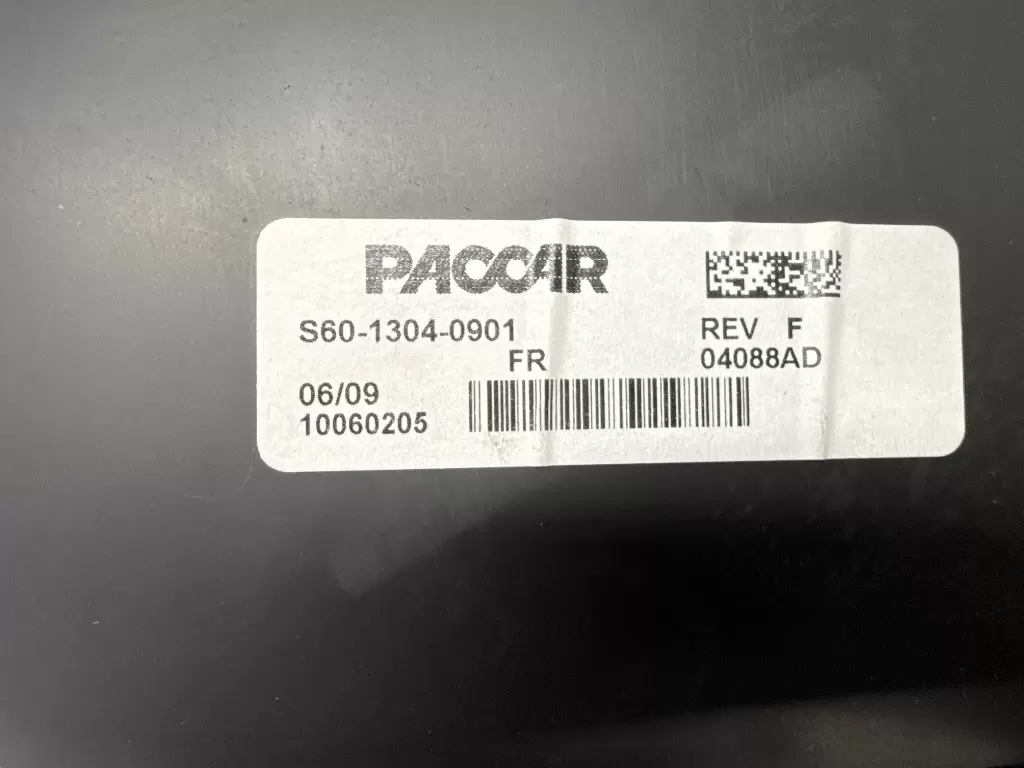 PACCAR
S60-1304-0901 REV F
FR 04088AD
06/09
10060205